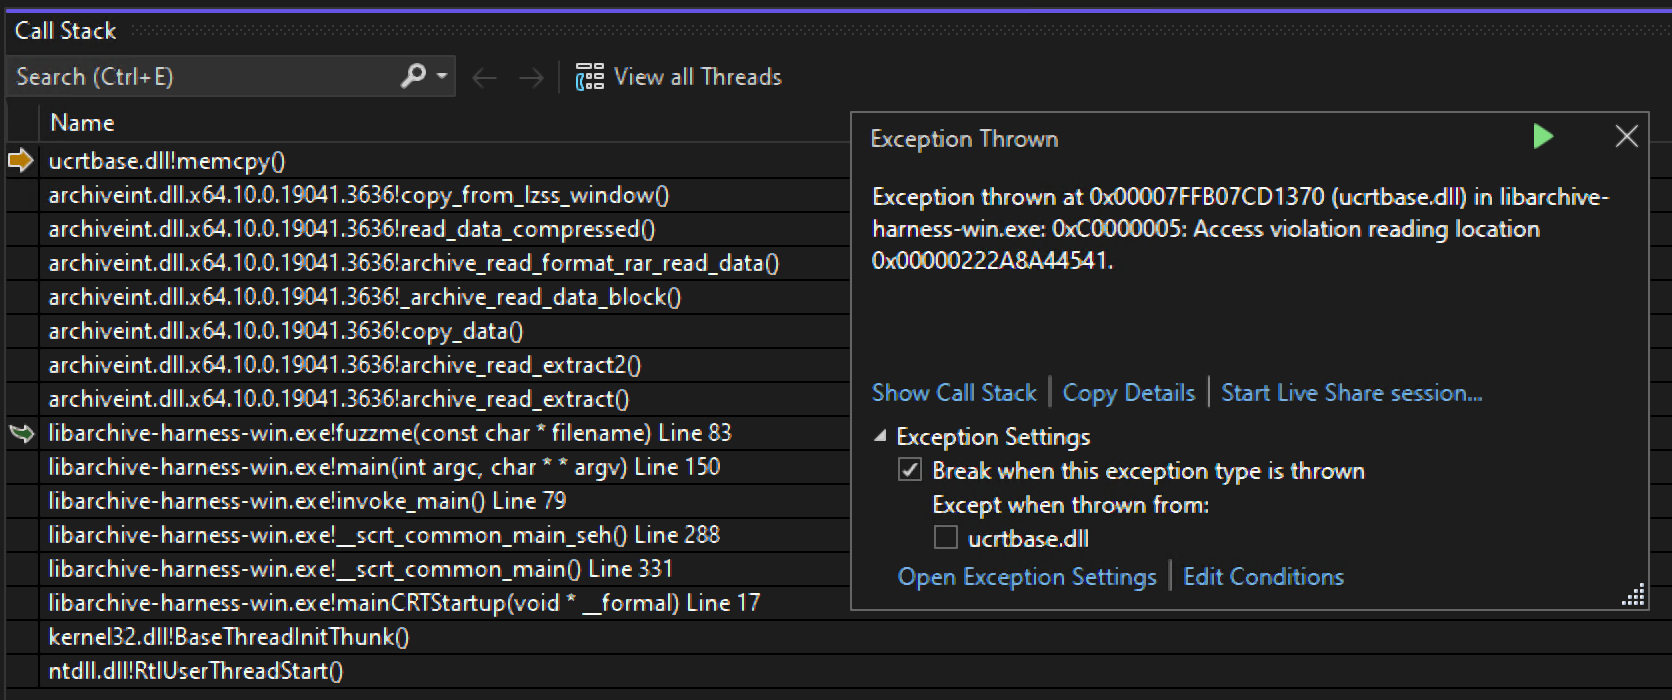 Call Stack
Search (Ctrl+E)
View all Threads
Name
ucrtbase.dll!memcpy()
archiveint.dll.x64.10.0.19041.3636!copy_from_lzss_window()
archiveint.dll.x64.10.0.19041.3636!read_data_compressed()
archiveint.dll.x64.10.0.19041.3636!archive_read_format_rar_read_data()
archiveint.dll.x64.10.0.19041.3636!_archive_read_data_block()
archiveint.dll.x64.10.0.19041.3636!copy_data()
archiveint.dll.x64.10.0.19041.3636!archive_read_extract2()
archiveint.dll.x64.10.0.19041.3636!archive_read_extract()
libarchive-harness-win.exe!fuzzme(const char * filename) Line 83
libarchive-harness-win.exe!main(int argc, char * * argv) Line 150
libarchive-harness-win.exe!invoke_main() Line 79
libarchive-harness-win.exe!__scrt_common_main_seh() Line 288
libarchive-harness-win.exe!__scrt_common_main() Line 331
libarchive-harness-win.exe!mainCRTStartup(void * __formal) Line 17
kernel32.dll!BaseThreadInitThunk()
ntdll.dll!RtlUserThreadStart()
Exception Thrown
Exception thrown at 0x00007FFB07CD1370 (ucrtbase.dll) in libarchive-
harness-win.exe: 0xC0000005: Access violation reading location
0x00000222A8A44541.
Show Call Stack | Copy Details | Start Live Share session...
Exception Settings
Break when this exception type is thrown
Except when thrown from:
ucrtbase.dll
Open Exception Settings | Edit Conditions